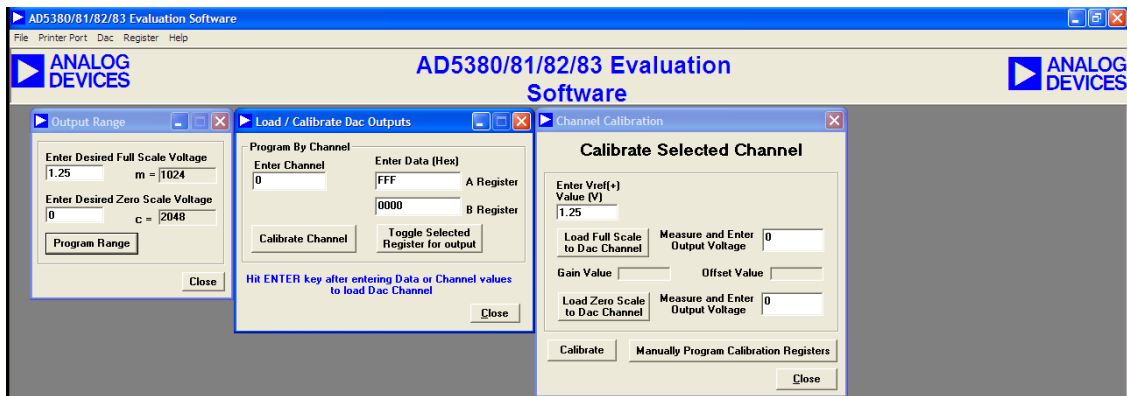 AD5380/81/82/83 Evaluation Software
File Printer Port Dac Register Help
ANALOG
DEVICES
AD5380/81/82/83 Evaluation
Software
ANALOG
DEVICES
Output Range
Enter Desired Full Scale Voltage
1.25 m = 1024
Enter Desired Zero Scale Voltage
0 c = 2048
Program Range
Close
Load / Calibrate Dac Outputs
Program By Channel
Enter Channel
0
Enter Data (Hex)
FFF A Register
0000 B Register
Calibrate Channel
Toggle Selected
Register for output
Hit ENTER key after entering Data or Channel values
to load Dac Channel
Close
Channel Calibration
Calibrate Selected Channel
Enter Vref(+)
Value (V)
1.25
Load Full Scale
to Dac Channel
Measure and Enter
Output Voltage
0
Gain Value
Offset Value
Load Zero Scale
to Dac Channel
Measure and Enter
Output Voltage
0
Calibrate
Manually Program Calibration Registers
Close